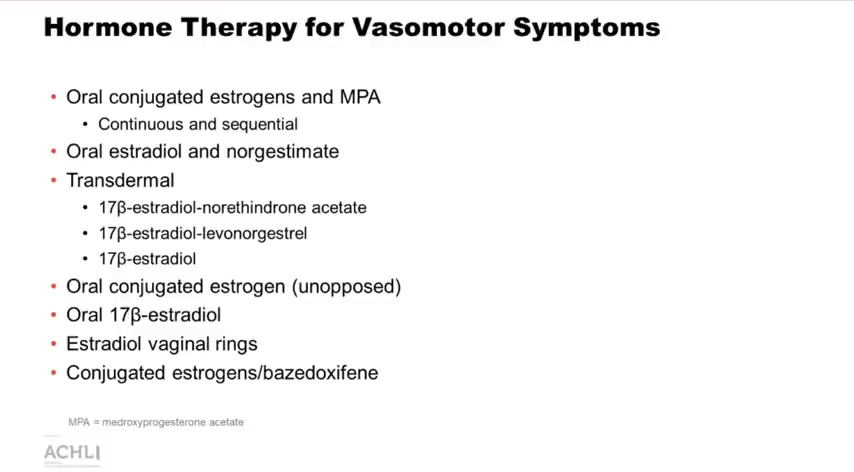 Hormone Therapy for Vasomotor Symptoms
• Oral conjugated estrogens and MPA
• Continuous and sequential
• Oral estradiol and norgestimate
• Transdermal
• 17β-estradiol-norethindrone acetate
• 17β-estradiol-levonorgestrel
• 17β-estradiol
• Oral conjugated estrogen (unopposed)
• Oral 17β-estradiol
• Estradiol vaginal rings
• Conjugated estrogens/bazedoxifene
MPA = medroxyprogesterone acetate
ACHLI